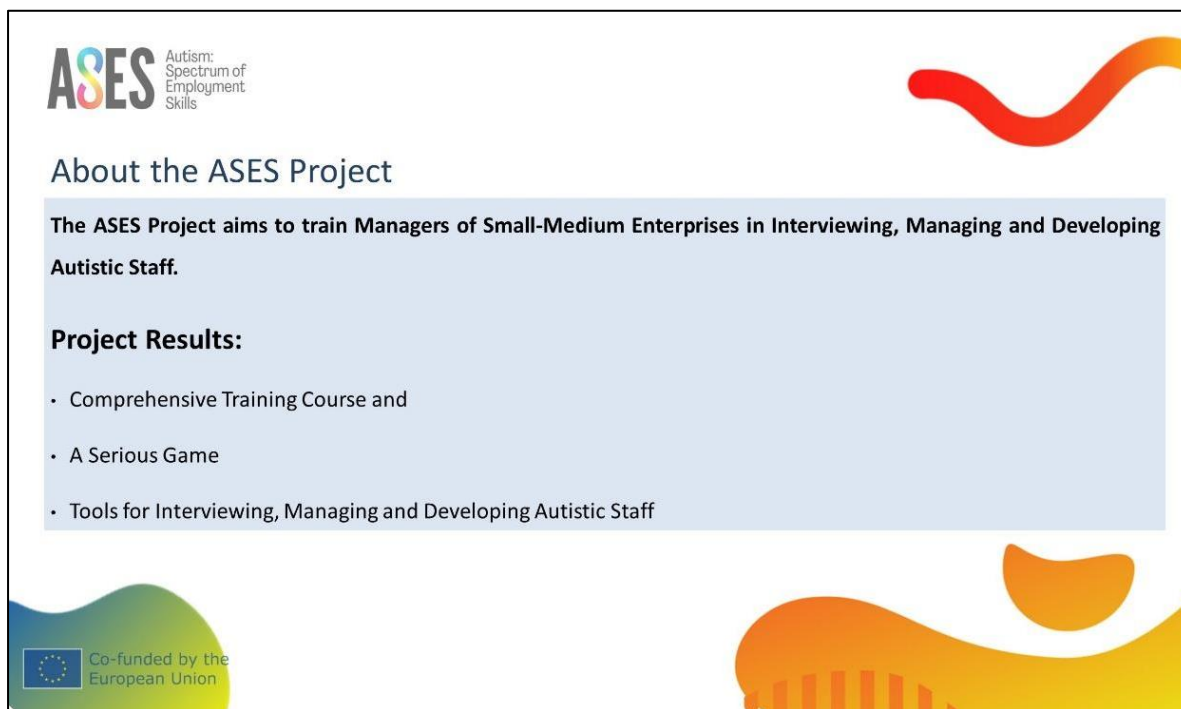 ASES
Autism:
Spectrum of
Employment
Skills
About the ASES Project
The ASES Project aims to train Managers of Small-Medium Enterprises in Interviewing, Managing and Developing
Autistic Staff.
Project Results:
• Comprehensive Training Course and
• A Serious Game
• Tools for Interviewing, Managing and Developing Autistic Staff
Co-funded by the
European Union